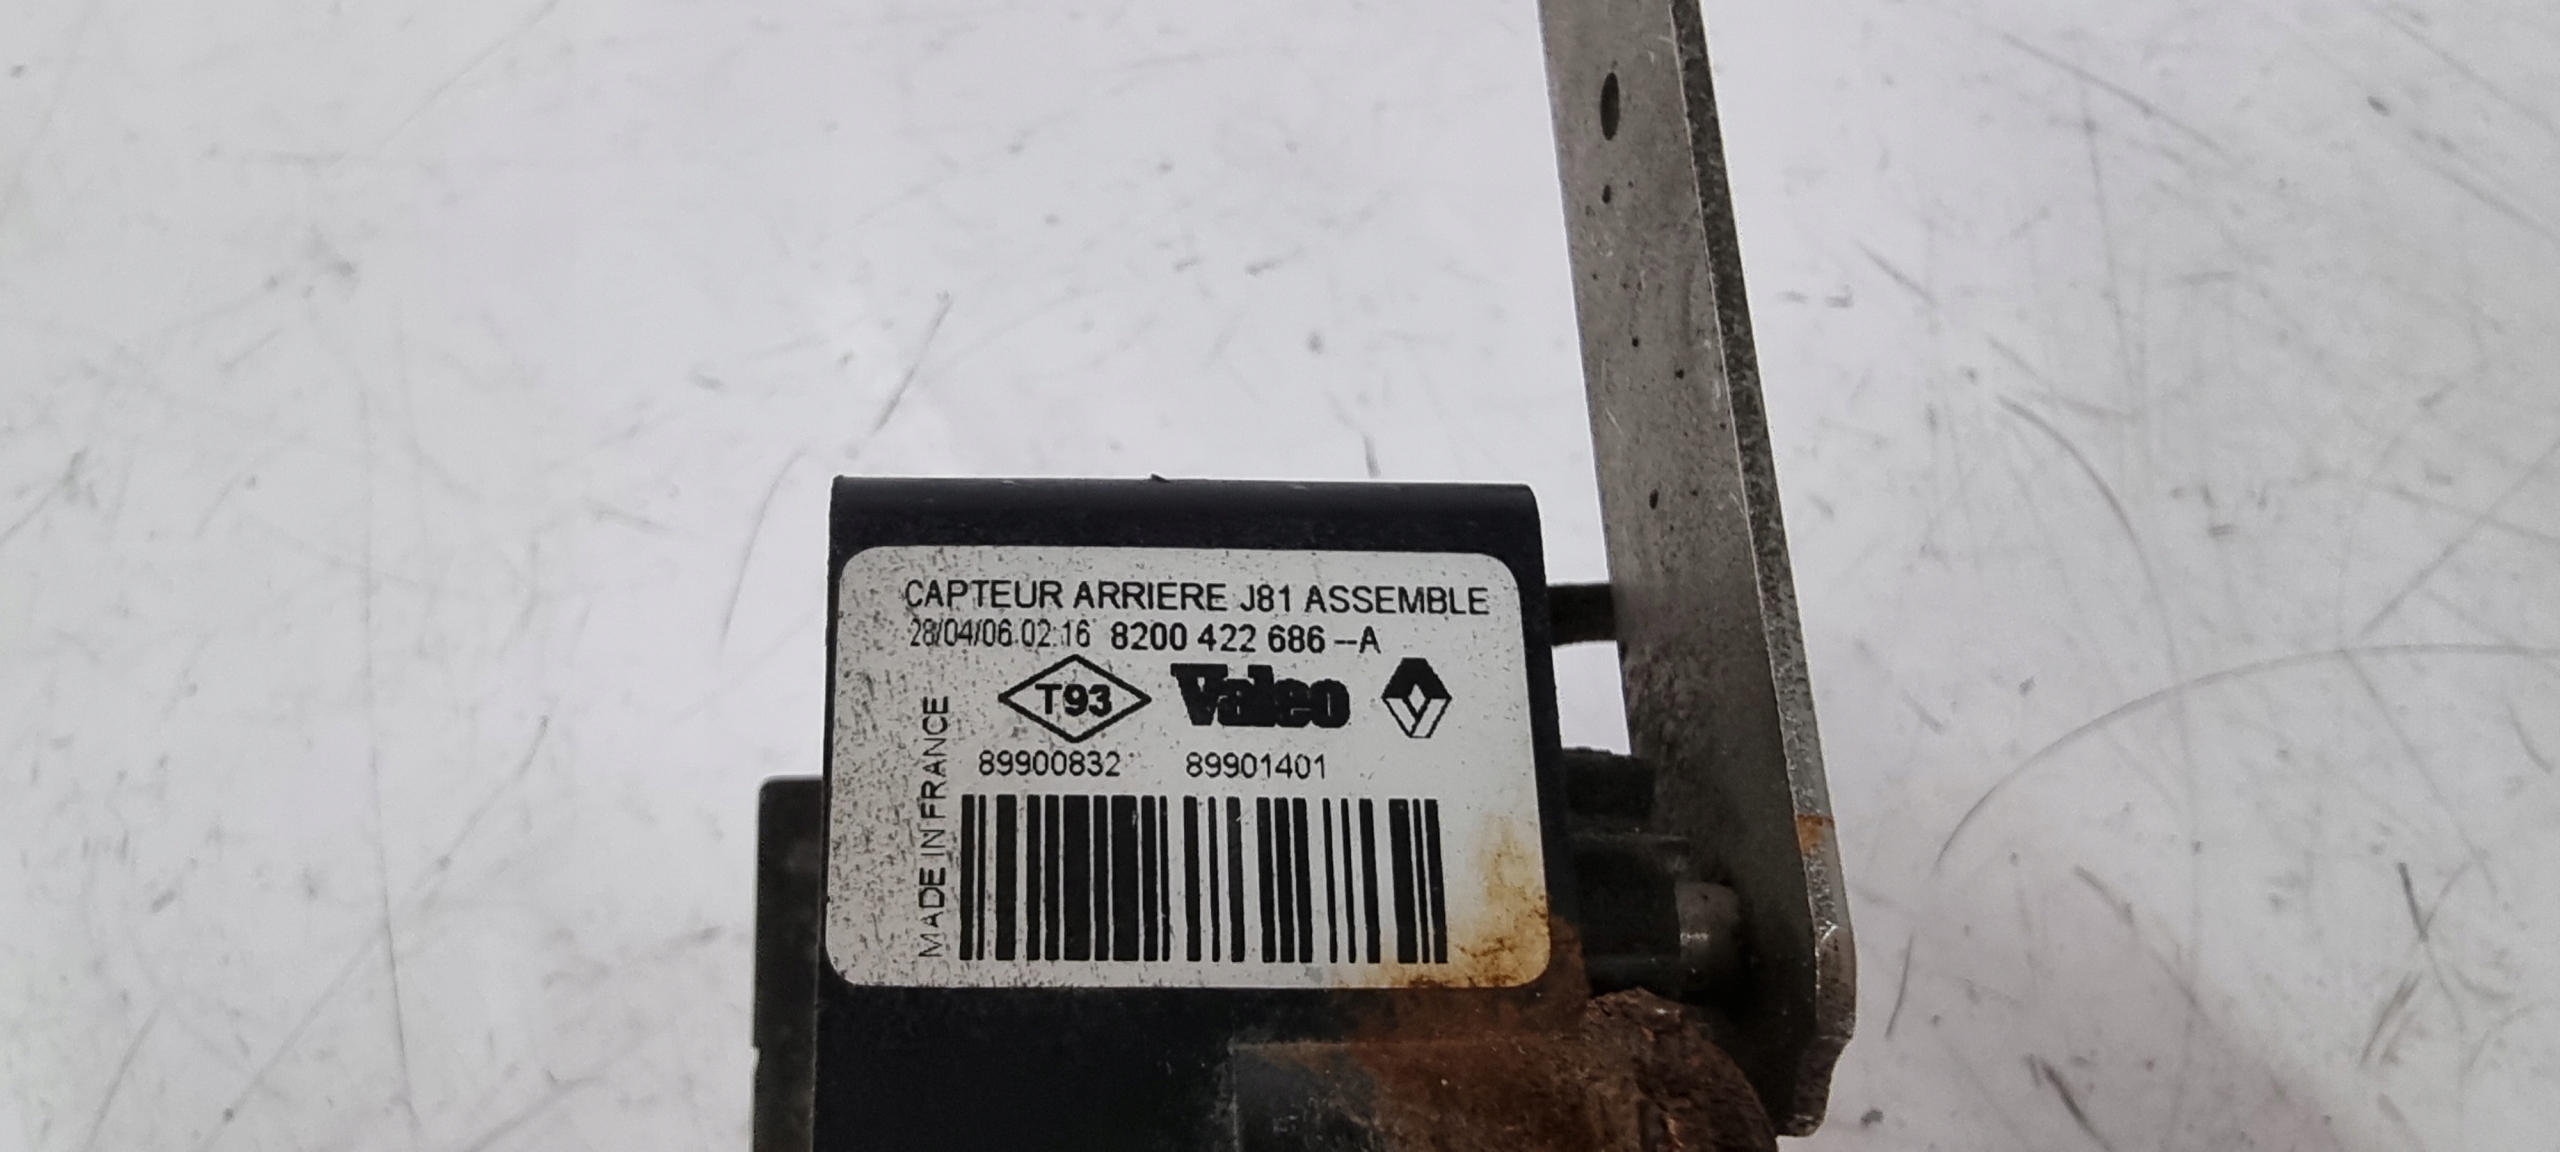 CAPTEUR ARRIERE J81 ASSEMBLE
28/04/06 02:16 8200 422 686 --A
T93 Valeo
89900832 89901401
MADE IN FRANCE